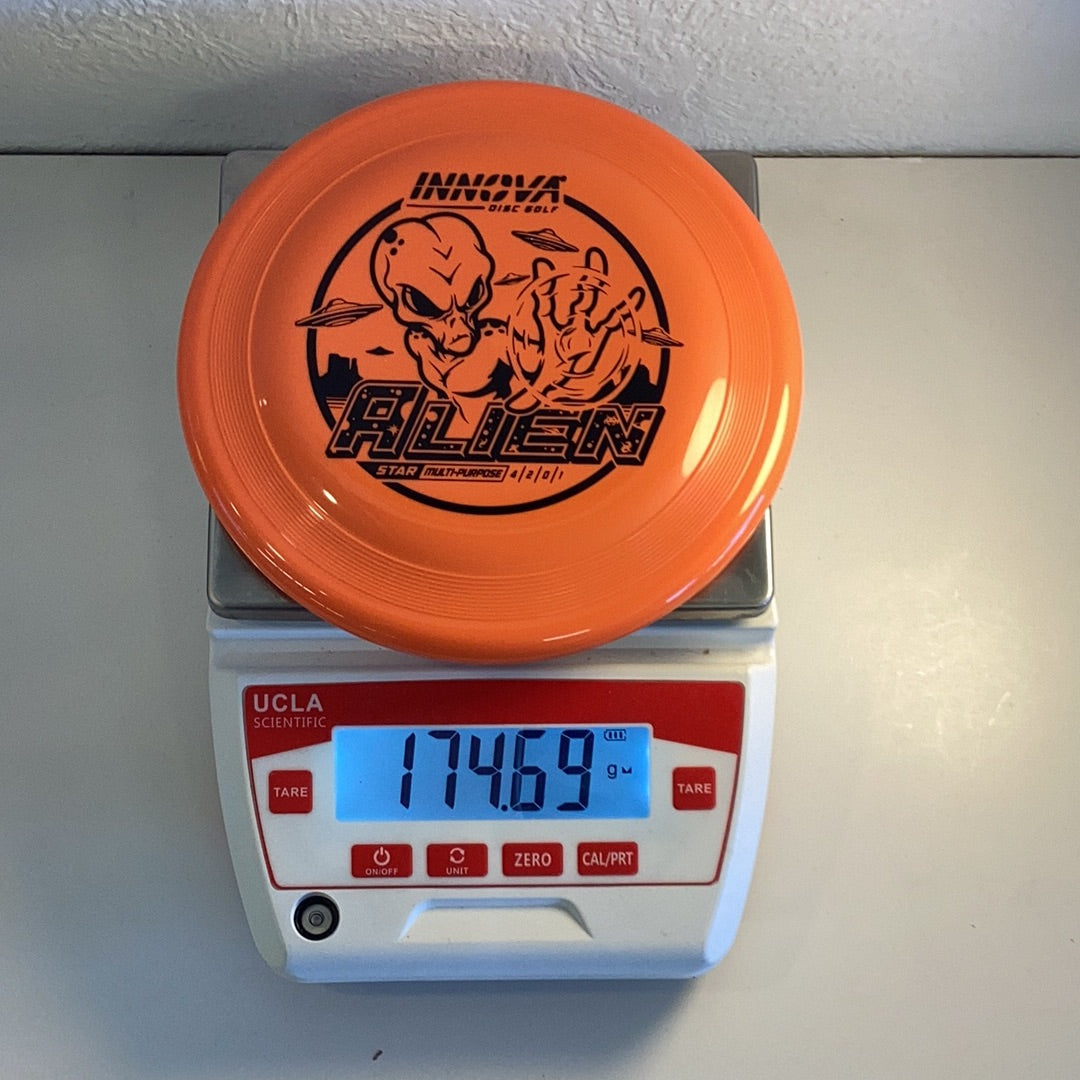 INNOVA
DISC GOLF
ALIEN
STAR MULTI-PURPOSE 4/2/0/1
UCLA
SCIENTIFIC
174.69 g
TARE
TARE
ON/OFF
UNIT
ZERO
CAL/PRT